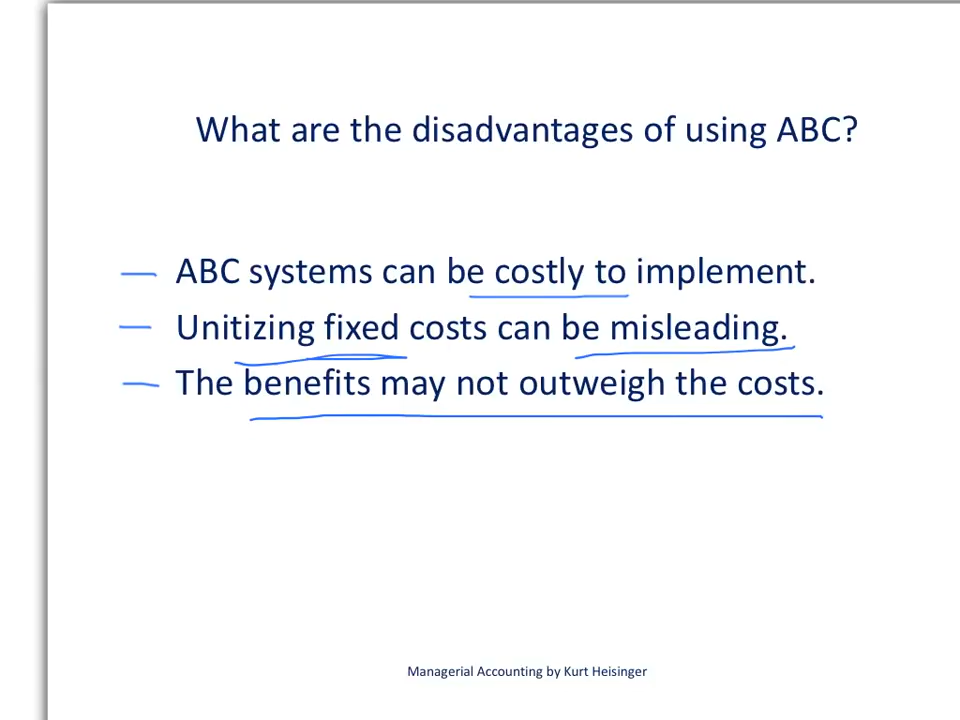 What are the disadvantages of using ABC?
ABC systems can be costly to implement.
Unitizing fixed costs can be misleading.
The benefits may not outweigh the costs.
Managerial Accounting by Kurt Heisinger